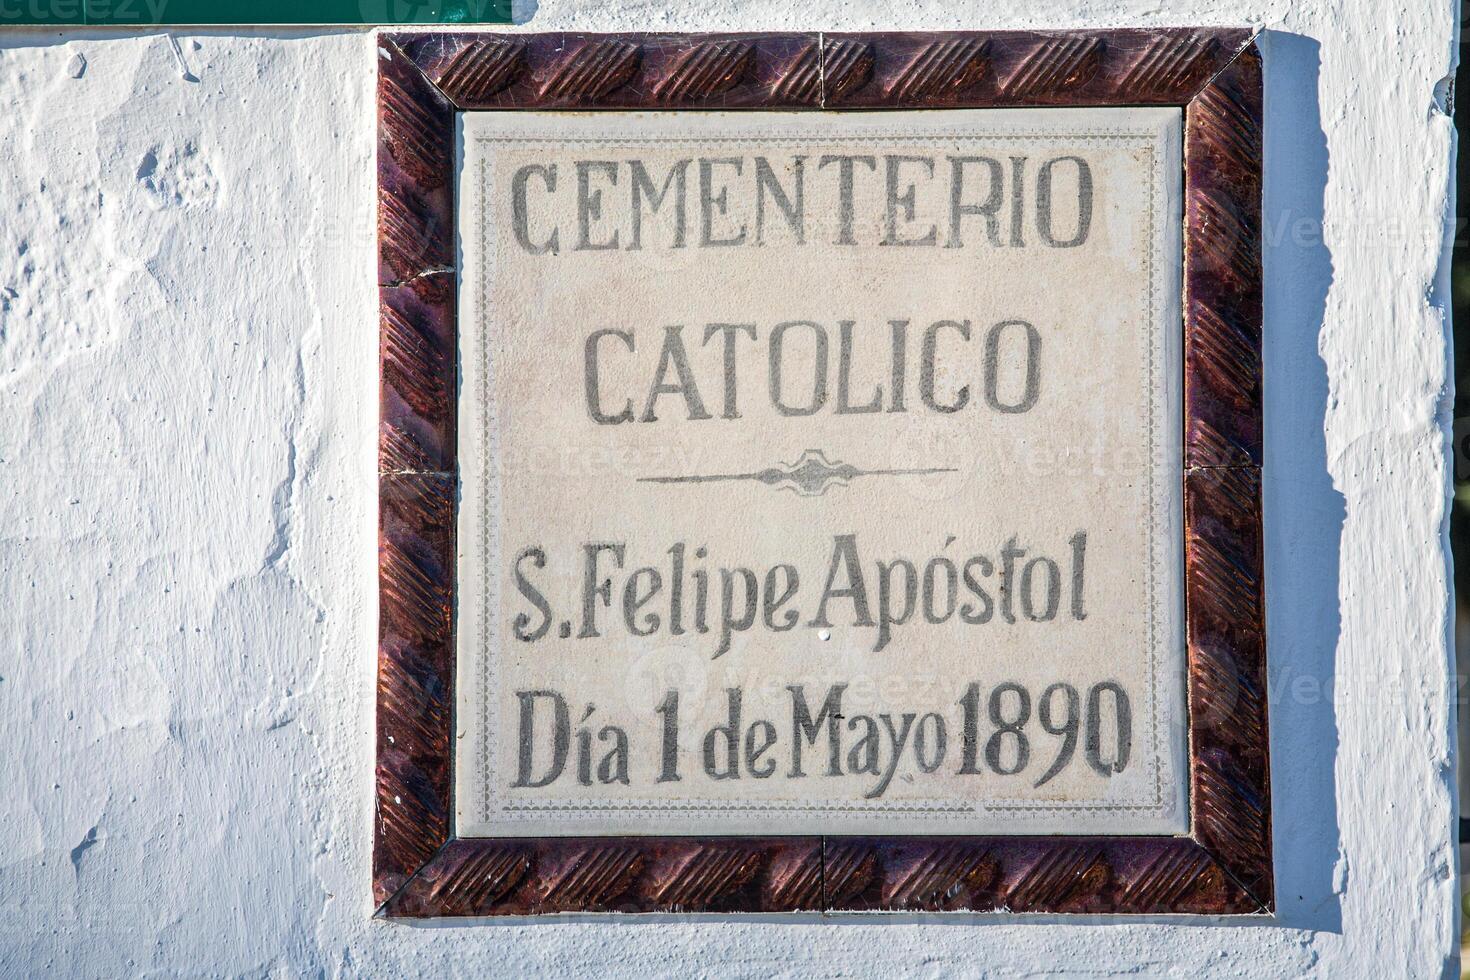 CEMENTERIO
CATOLICO
S. Felipe Apóstol
Día 1 de Mayo 1890